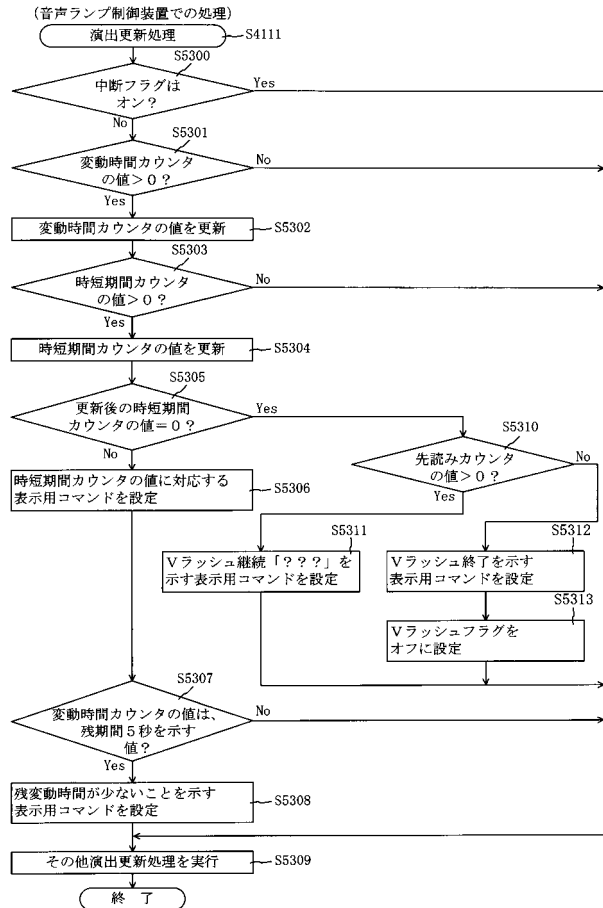 (音声ランプ制御装置での処理)
演出更新処理
S4111
S5300
中断フラグは
オン?
Yes
No
S5301
変動時間カウンタ
の値>0?
No
Yes
変動時間カウンタの値を更新
S5302
S5303
時短期間カウンタ
の値>0?
No
Yes
時短期間カウンタの値を更新
S5304
S5305
更新後の時短期間
カウンタの値=0?
Yes
No
S5310
先読みカウンタ
の値>0?
No
Yes
時短期間カウンタの値に対応する
表示用コマンドを設定
S5306
S5311
Vラッシュ継続「???」を
示す表示用コマンドを設定
S5312
Vラッシュ終了を示す
表示用コマンドを設定
S5313
Vラッシュフラグを
オフに設定
S5307
変動時間カウンタの値は、
残期間5秒を示す
値?
No
Yes
残変動時間が少ないことを示す
表示用コマンドを設定
S5308
その他演出更新処理を実行
S5309
終 了